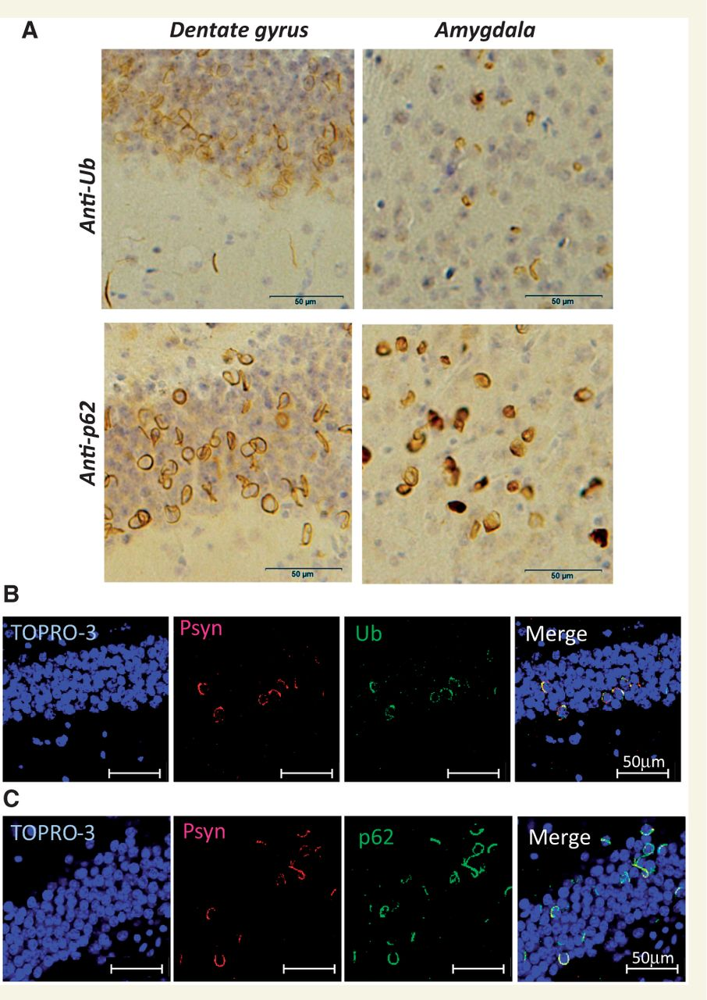 A
Dentate gyrus
Amygdala
Anti-Ub
50 µm
50 µm
Anti-p62
50 µm
50 µm
B
TOPRO-3
Psyn
Ub
Merge
50µm
C
TOPRO-3
Psyn
p62
Merge
50µm